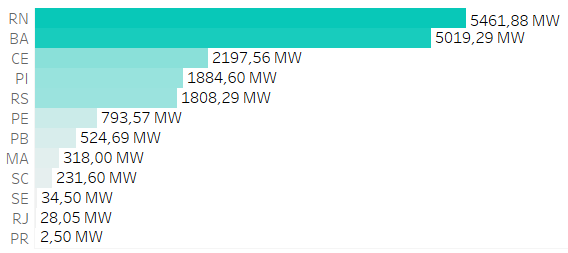 RN 5461,88 MW
BA 5019,29 MW
CE 2197,56 MW
PI 1884,60 MW
RS 1808,29 MW
PE 793,57 MW
PB 524,69 MW
MA 318,00 MW
SC 231,60 MW
SE 34,50 MW
RJ 28,05 MW
PR 2,50 MW